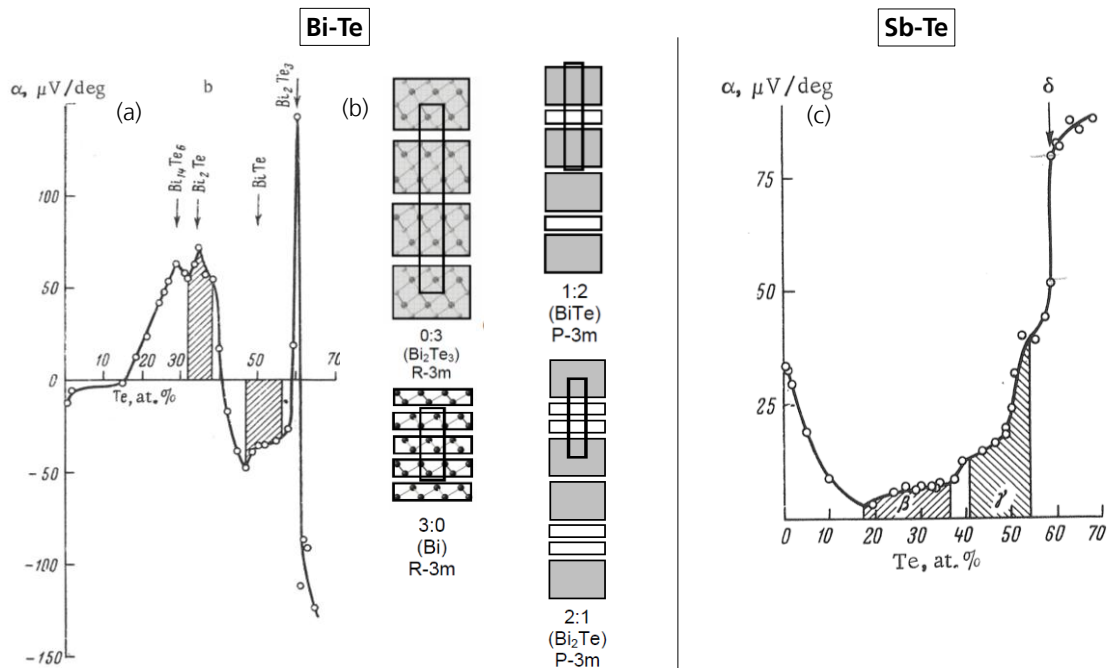 Bi-Te
Sb-Te
α, μV/deg
b
(a)
Bi₁₄Te₆
Bi₂Te
BiTe
Bi₂Te₃
100
50
0
-50
-100
-150
10
20
30
40
50
60
70
Te, at.%
(b)
0:3
(Bi₂Te₃)
R-3m
3:0
(Bi)
R-3m
1:2
(BiTe)
P-3m
2:1
(Bi₂Te)
P-3m
α, μV/deg
(c)
δ
75
50
25
β
γ
0 10 20 30 40 50 60 70
Te, at.%